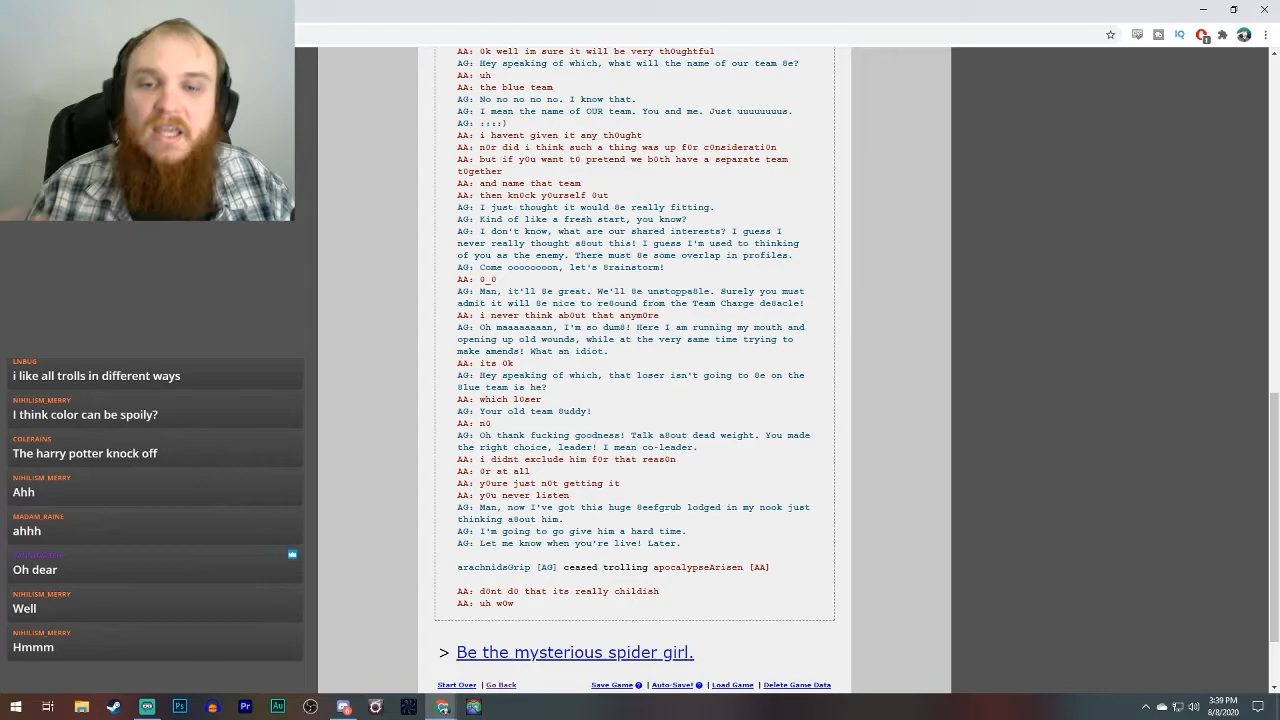 AA: 0k well im sure it will be very th0ughtful
AG: Hey speaking of which, what will the name of our team 8e?
AA: uh
AA: the blue team
AG: No no no no no. I know that.
AG: I mean the name of OUR team. You and me. Just uuuuuuuus.
AG: ::::)
AA: i havent given it any th0ught
AA: n0r did i think such a thing was up f0r c0nsiderati0n
AA: but if y0u want t0 pretend we b0th have a separate team
t0gether
AA: and name that team
AA: then kn0ck y0urself 0ut
AG: I just thought it would 8e really fitting.
AG: Kind of like a fresh start, you know?
AG: I don't know, what are our shared interests? I guess I
never really thought a8out this! I guess I'm used to thinking
of you as the enemy. There must 8e some overlap in profiles.
AG: Come oooooooon, let's 8rainstorm!
AA: 0_0
AG: Man, it'll 8e great. We'll 8e unstoppa8le. Surely you must
admit it will 8e nice to re8ound from the Team Charge de8acle!
AA: i never think ab0ut that anym0re
AG: Oh maaaaaaaan, I'm so dum8! Here I am running my mouth and
opening up old wounds, while at the very same time trying to
make amends! What an idiot.
AA: its 0k
AG: Hey speaking of which, that loser isn't going to 8e on the
8lue team is he?
AA: which l0ser
AG: Your old team 8uddy!
AA: n0
AG: Oh thank fucking goodness! Talk a8out dead weight. You made
the right choice, leader! I mean co-leader.
AA: i didnt exclude him f0r that reas0n
AA: 0r at all
AA: y0ure just n0t getting it
AA: y0u never listen
AG: Man, now I've got this huge 8eefgrub lodged in my nook just
thinking a8out him.
AG: I'm going to go give him a hard time.
AG: Let me know when you're live! Later.
arachnidsGrip [AG] ceased trolling apocalypseArisen [AA]
AA: d0nt d0 that its really childish
AA: uh w0w
> Be the mysterious spider girl.
Start Over | Go Back Save Game ? | Auto-Save! ? | Load Game | Delete Game Data
LNBUG
i like all trolls in different ways
NIHILISM_MERRY
I think color can be spoily?
COLERAINS
The harry potter knock off
NIHILISM_MERRY
Ahh
MADAM_RAINE
ahhh
Oh dear
NIHILISM_MERRY
Well
NIHILISM_MERRY
Hmmm
IQ
1
Ps
Pr
Au
3:39 PM
8/8/2020